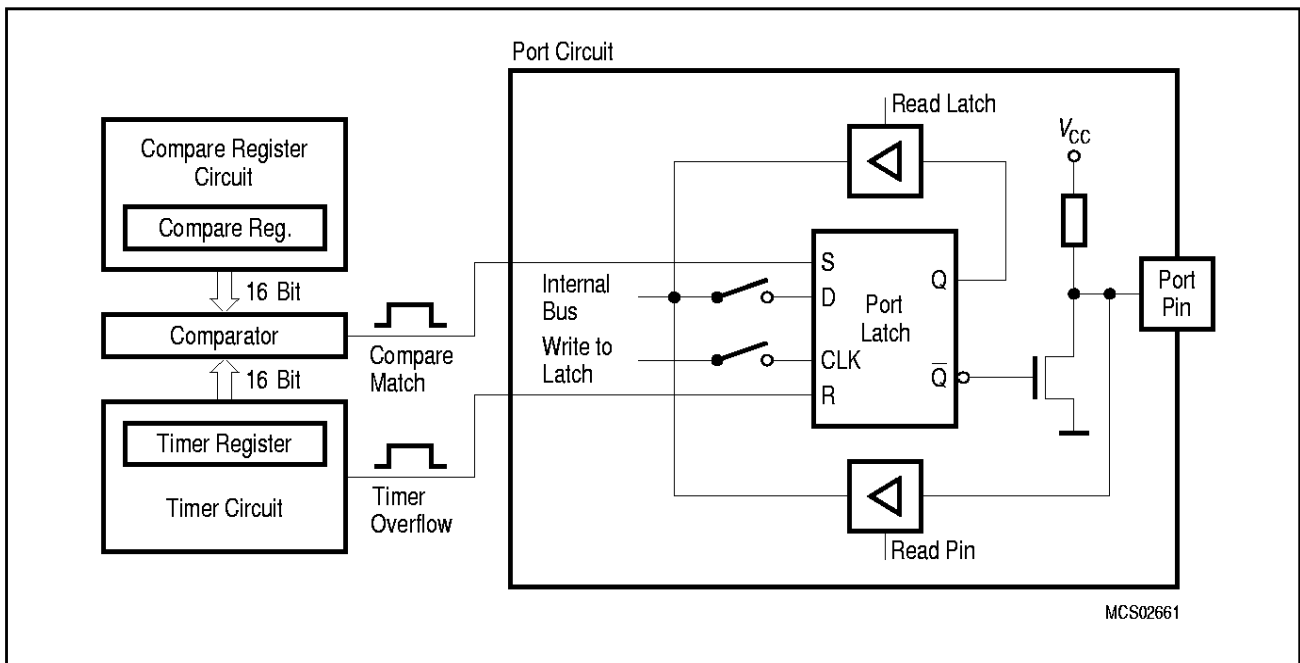 Port Circuit
Compare Register
Circuit
Compare Reg.
16 Bit
Comparator
16 Bit
Timer Register
Timer Circuit
Compare
Match
Timer
Overflow
Read Latch
VCC
Internal
Bus
Write to
Latch
S
D
CLK
R
Port
Latch
Q
Q̅
Port
Pin
Read Pin
MCS02661